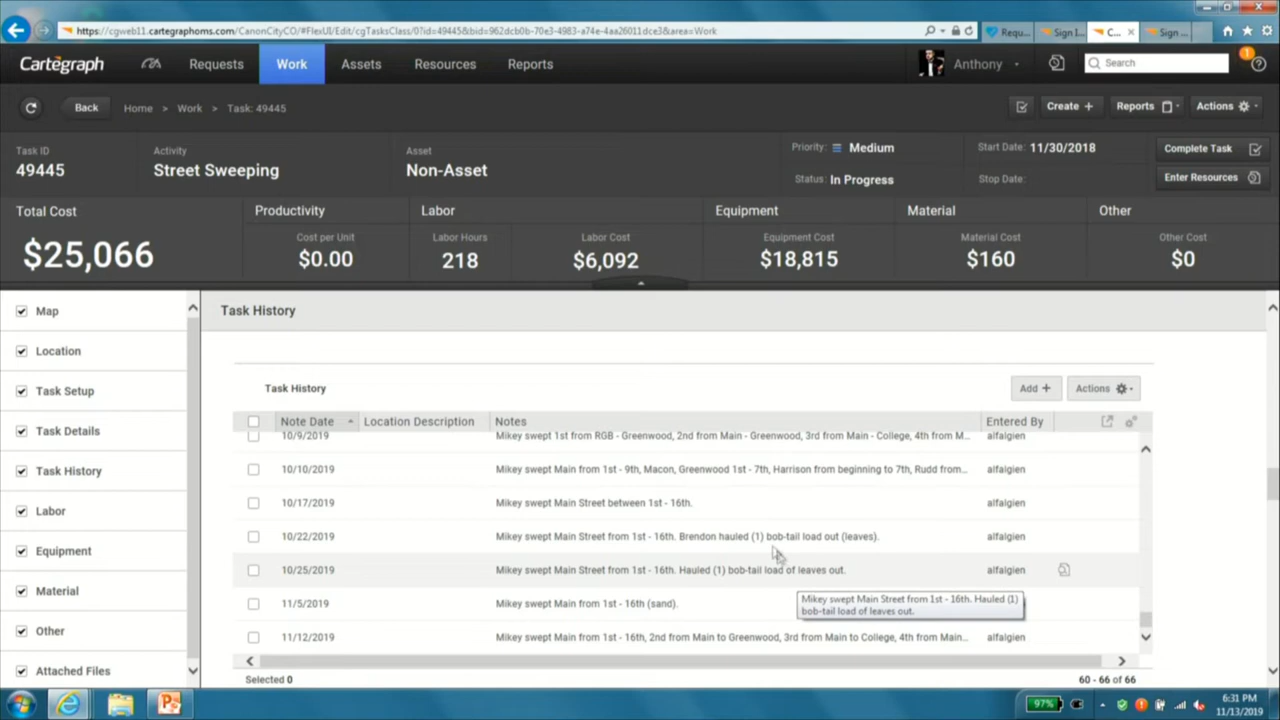 https://cgweb11.cartegraphoms.com/CanonCityCO/#FlexUI/Edit/cgTasksClass/0?id=49445&bid=962dcb0b-70e3-4983-a74e-4aa26011dce3&area=Work
Requ...
Sign I...
C...
Sign ...
Cartêgraph
Requests
Work
Assets
Resources
Reports
Anthony
Search
1
Back
Home > Work > Task: 49445
Create +
Reports
Actions
Task ID
49445
Activity
Street Sweeping
Asset
Non-Asset
Priority: Medium
Status: In Progress
Start Date: 11/30/2018
Stop Date:
Complete Task
Enter Resources
Total Cost
$25,066
Productivity
Cost per Unit
$0.00
Labor
Labor Hours
218
Labor Cost
$6,092
Equipment
Equipment Cost
$18,815
Material
Material Cost
$160
Other
Other Cost
$0
Map
Location
Task Setup
Task Details
Task History
Labor
Equipment
Material
Other
Attached Files
Task History
Task History
Add +
Actions
Note Date Location Description Notes Entered By
10/9/2019 Mikey swept 1st from RGB - Greenwood, 2nd from Main - Greenwood, 3rd from Main - College, 4th from M... alfalgien
10/10/2019 Mikey swept Main from 1st - 9th, Macon, Greenwood 1st - 7th, Harrison from beginning to 7th, Rudd from... alfalgien
10/17/2019 Mikey swept Main Street between 1st - 16th. alfalgien
10/22/2019 Mikey swept Main Street from 1st - 16th. Brendon hauled (1) bob-tail load out (leaves). alfalgien
10/25/2019 Mikey swept Main Street from 1st - 16th. Hauled (1) bob-tail load of leaves out. alfalgien
11/5/2019 Mikey swept Main from 1st - 16th (sand).
Mikey swept Main Street from 1st - 16th. Hauled (1)
bob-tail load of leaves out.
11/12/2019 Mikey swept Main from 1st - 16th, 2nd from Main to Greenwood, 3rd from Main to College, 4th from Main... alfalgien
Selected 0
60 - 66 of 66
97%
6:31 PM
11/13/2019